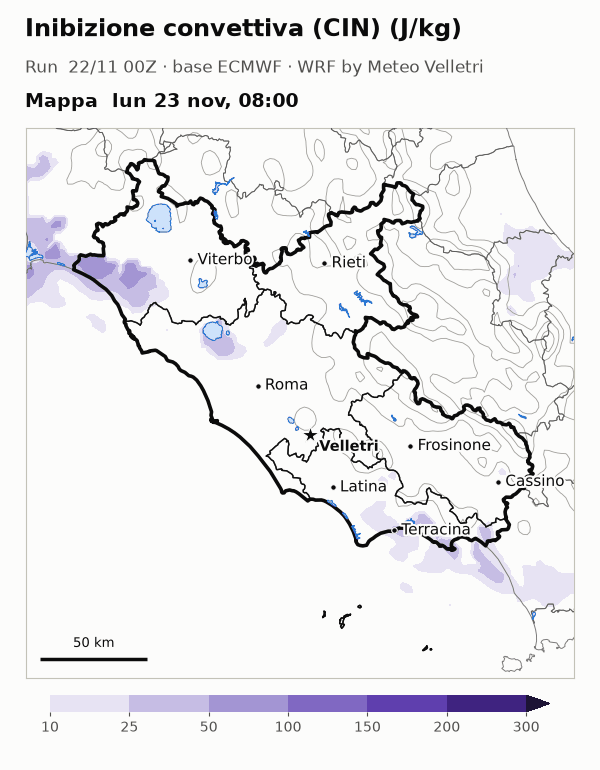 Inibizione convettiva (CIN) (J/kg)
Run  22/11 00Z · base ECMWF · WRF by Meteo Velletri
Mappa  lun 23 nov, 08:00
Viterbo
Rieti
Roma
Velletri
Frosinone
Cassino
Latina
Terracina
50 km
10 25 50 100 150 200 300